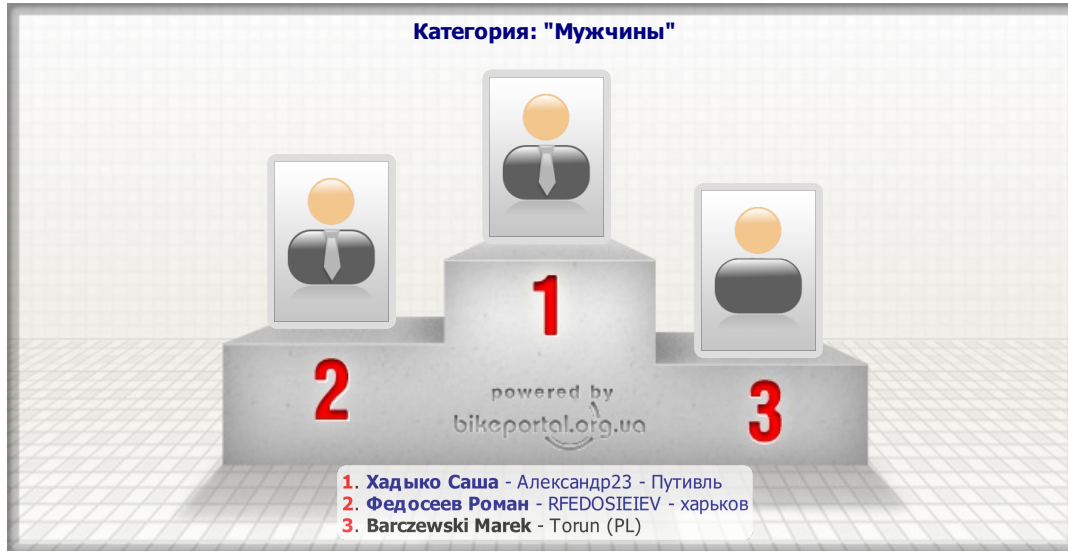 Категория: "Мужчины"
1
2
3
powered by
bikeportal.org.ua
1. Хадыко Саша - Александр23 - Путивль
2. Федосеев Роман - RFEDOSIEIEV - харьков
3. Barczewski Marek - Torun (PL)